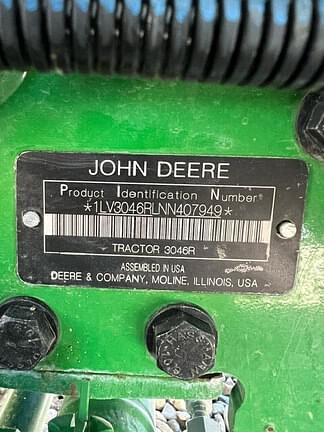 JOHN DEERE
Product Identification Number
*1LV3046RLNN407949*
TRACTOR 3046R
ASSEMBLED IN USA
DEERE & COMPANY, MOLINE, ILLINOIS, USA